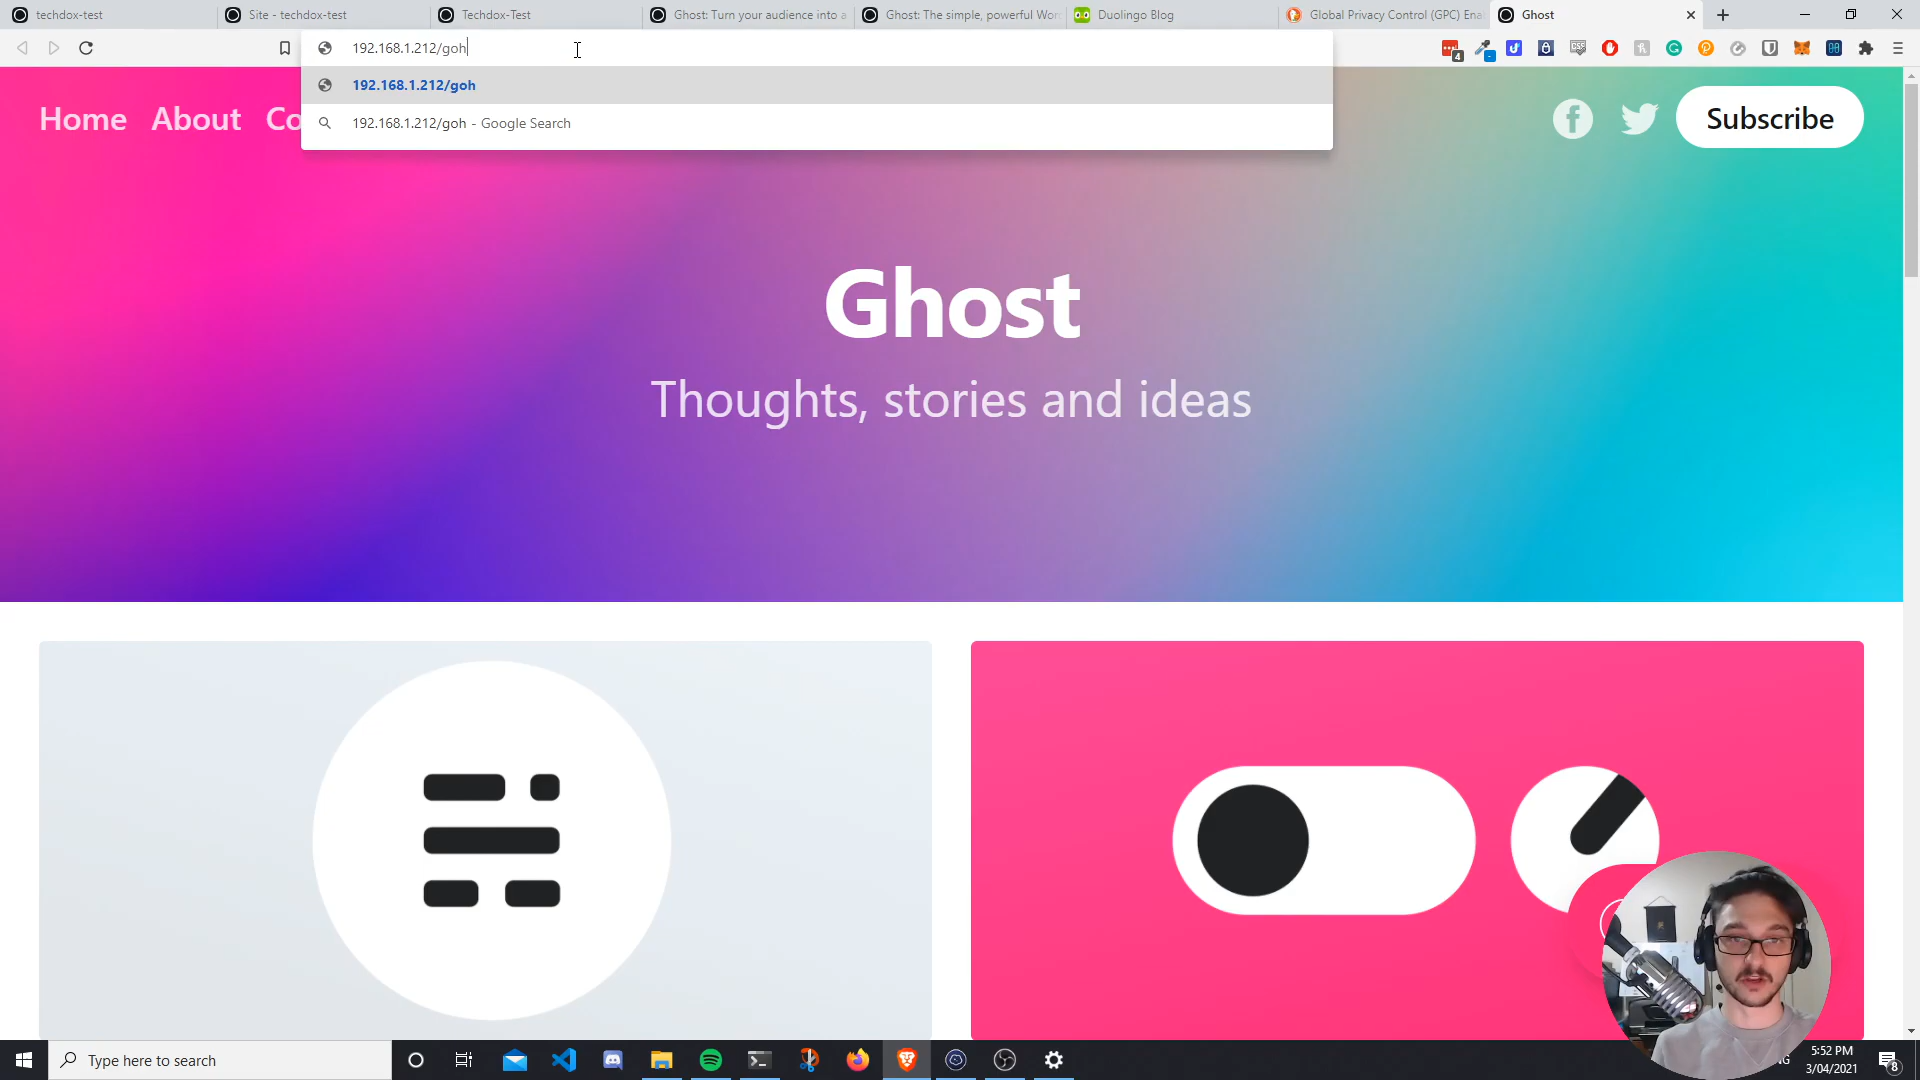 techdox-test
Site - techdox-test
Techdox-Test
Ghost: Turn your audience into a
Ghost: The simple, powerful Wor
Duolingo Blog
Global Privacy Control (GPC) Ena
Ghost
192.168.1.212/goh
4
192.168.1.212/goh
192.168.1.212/goh - Google Search
Home
About
Co
Subscribe
Ghost
Thoughts, stories and ideas
Type here to search
5:52 PM
3/04/2021
8